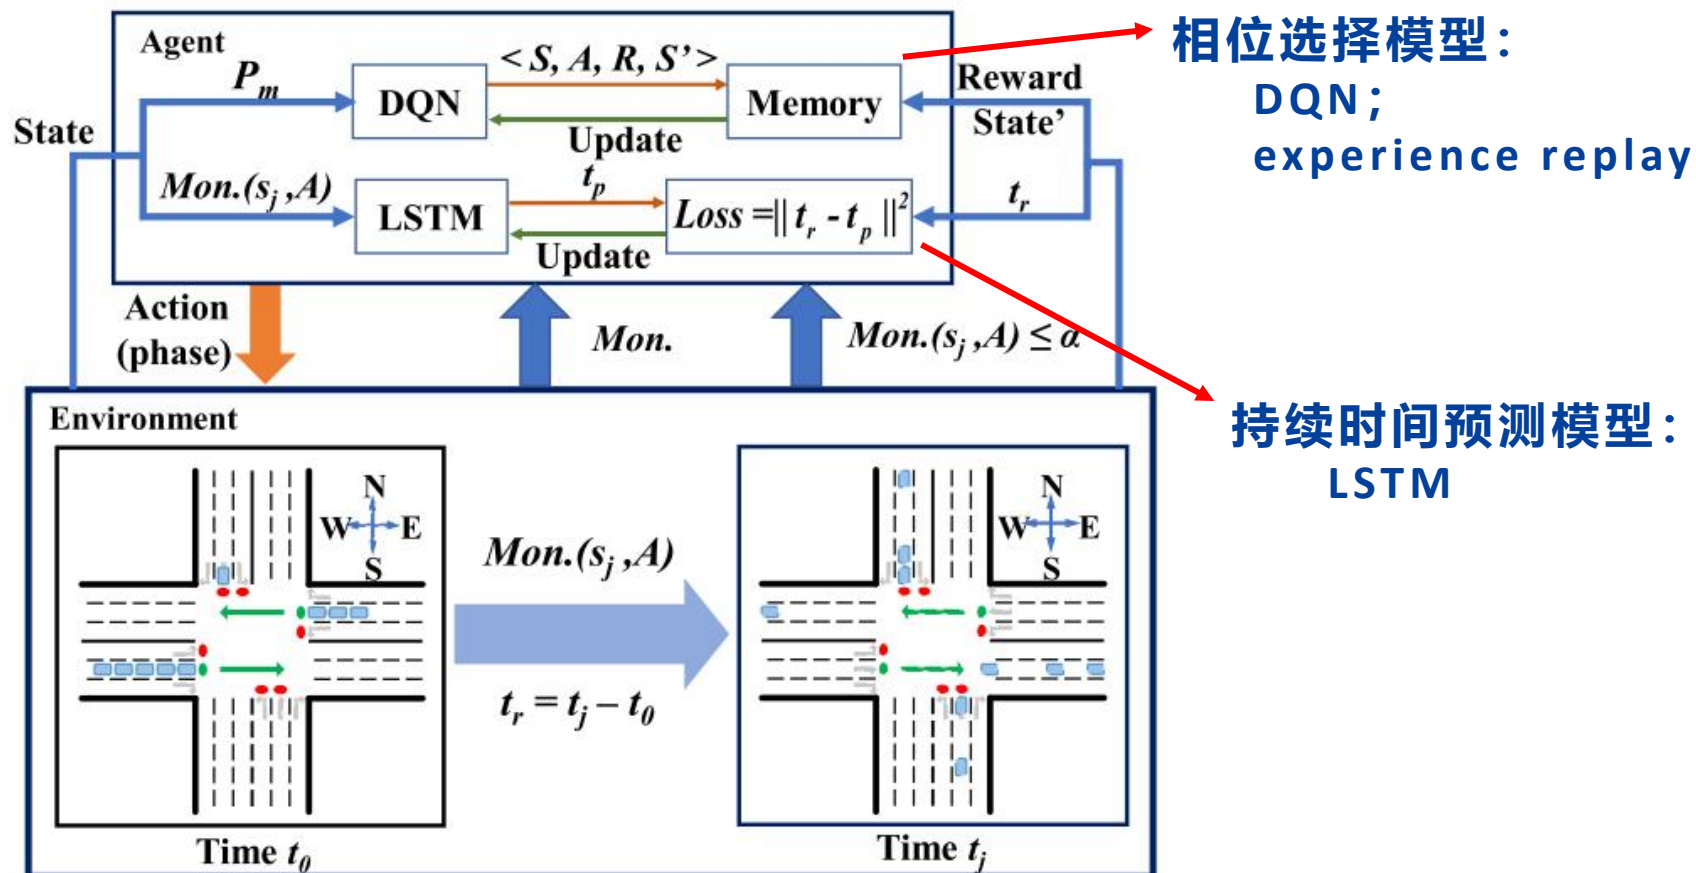 Agent
P_m
< S, A, R, S' >
DQN
Memory
Update
State
Reward
State'
Mon.(s_j ,A)
t_p
t_r
LSTM
Loss =|| t_r - t_p ||²
Update
Action
(phase)
Mon.
Mon.(s_j ,A) ≤ α
相位选择模型：
DQN；
experience replay
持续时间预测模型：
LSTM
Environment
N
W E
S
Mon.(s_j ,A)
t_r = t_j – t_0
N
W E
S
Time t_0
Time t_j